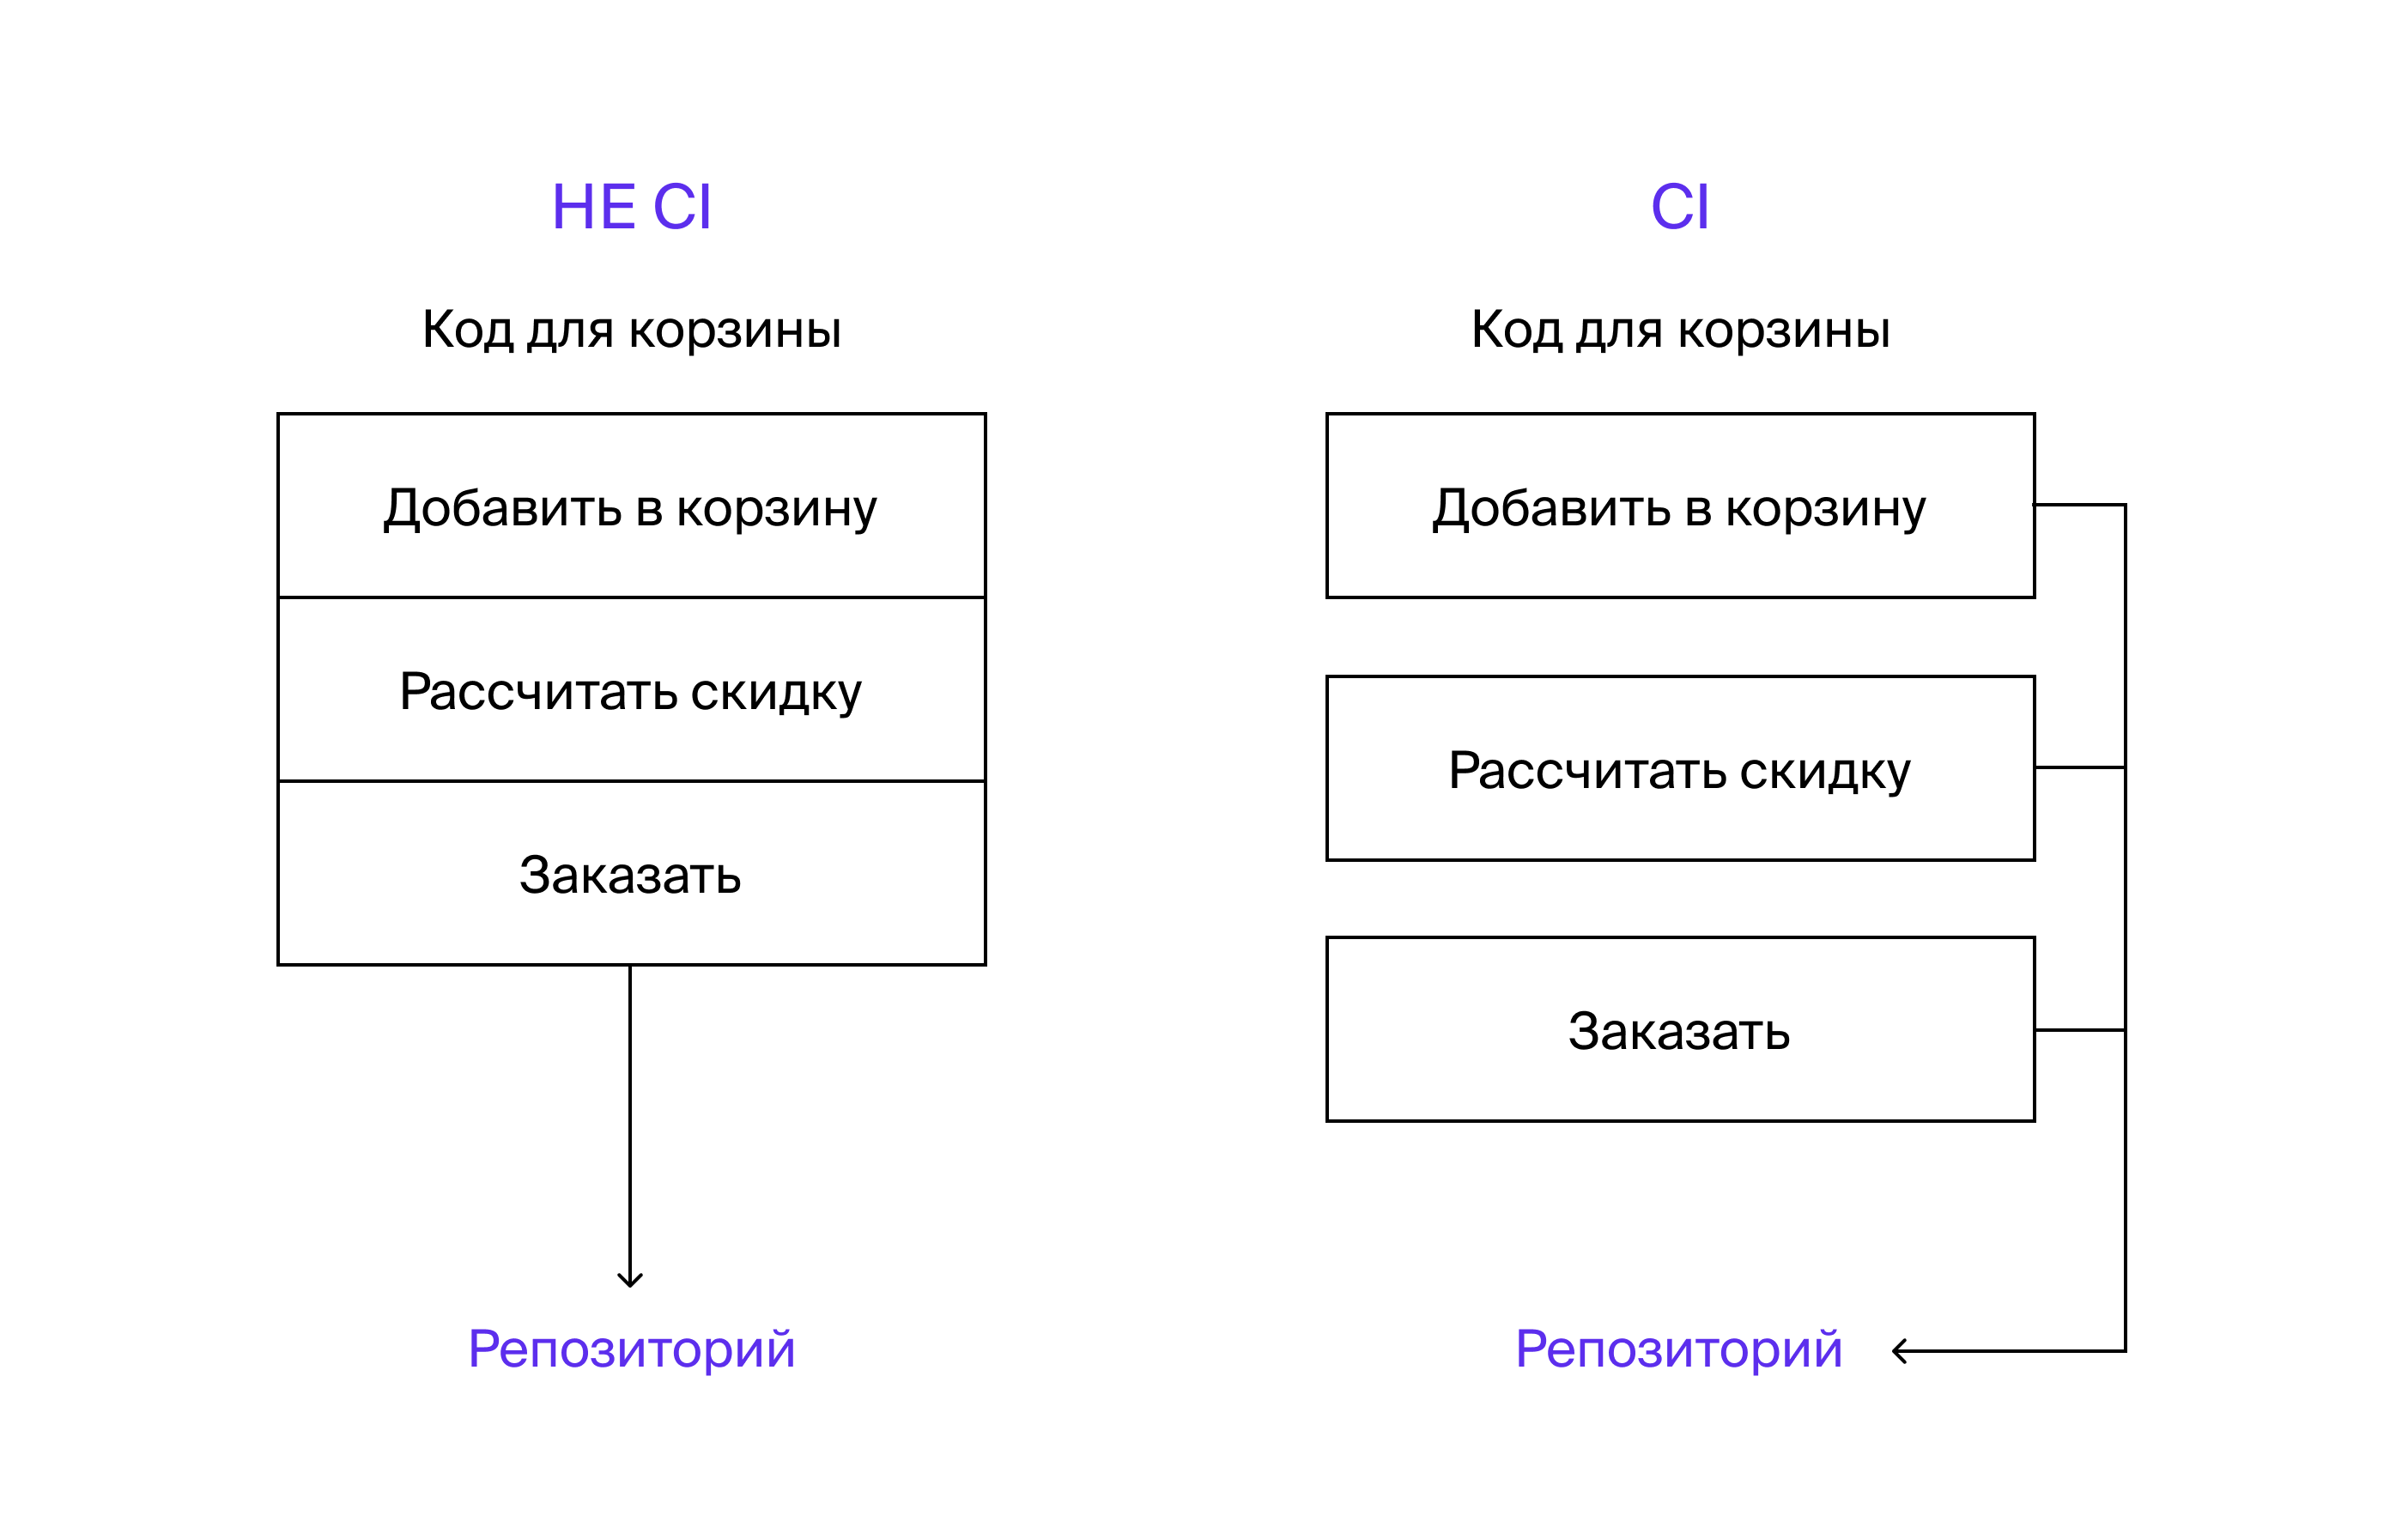 НЕ CI
Код для корзины
Добавить в корзину
Рассчитать скидку
Заказать
Репозиторий
CI
Код для корзины
Добавить в корзину
Рассчитать скидку
Заказать
Репозиторий